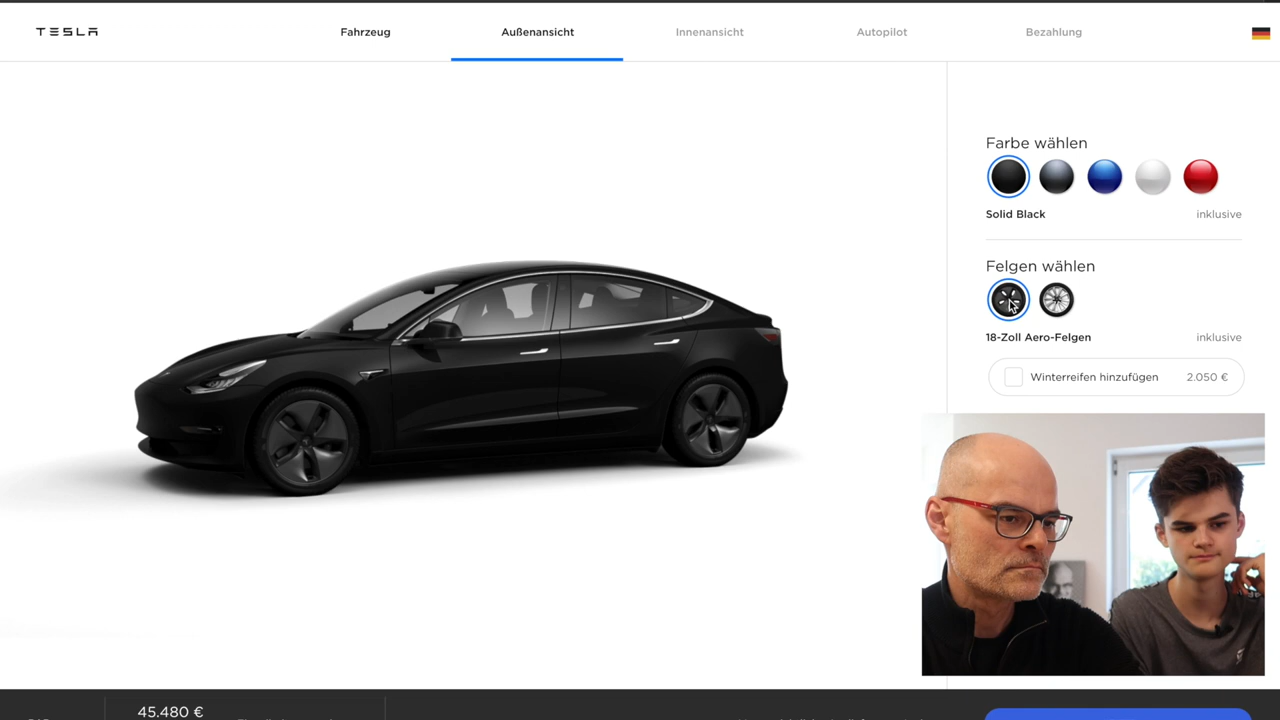 TESLA
Fahrzeug
Außenansicht
Innenansicht
Autopilot
Bezahlung
Farbe wählen
Solid Black inklusive
Felgen wählen
18-Zoll Aero-Felgen inklusive
Winterreifen hinzufügen 2.050 €
45.480 €